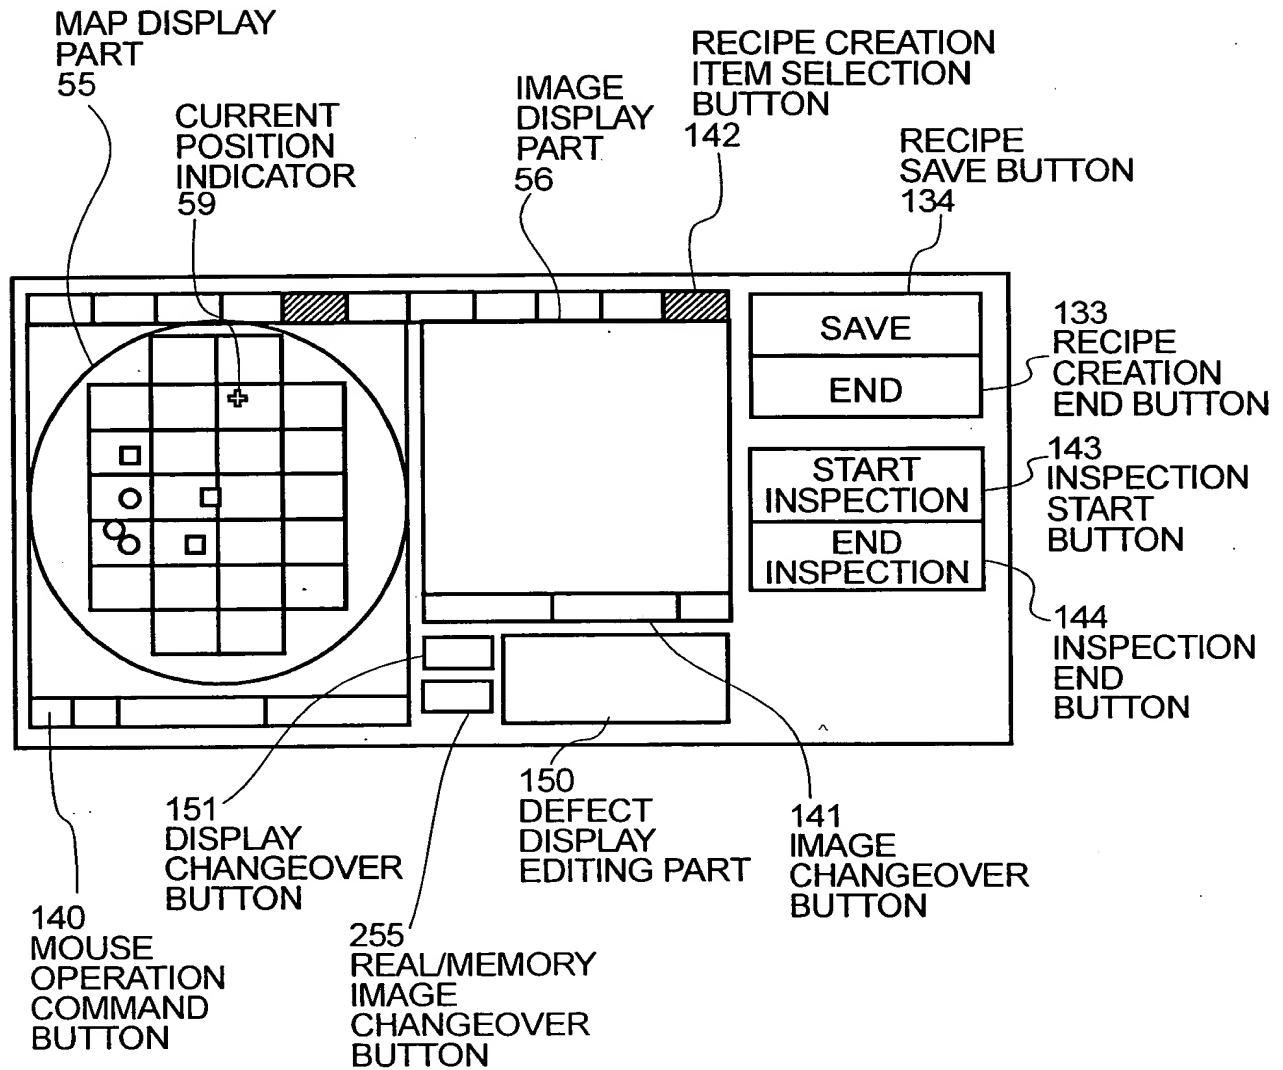 MAP DISPLAY
PART
55
CURRENT
POSITION
INDICATOR
59
IMAGE
DISPLAY
PART
56
RECIPE CREATION
ITEM SELECTION
BUTTON
142
RECIPE
SAVE BUTTON
134
SAVE
END
133
RECIPE
CREATION
END BUTTON
START
INSPECTION
END
INSPECTION
143
INSPECTION
START
BUTTON
144
INSPECTION
END
BUTTON
151
DISPLAY
CHANGEOVER
BUTTON
150
DEFECT
DISPLAY
EDITING PART
141
IMAGE
CHANGEOVER
BUTTON
140
MOUSE
OPERATION
COMMAND
BUTTON
255
REAL/MEMORY
IMAGE
CHANGEOVER
BUTTON